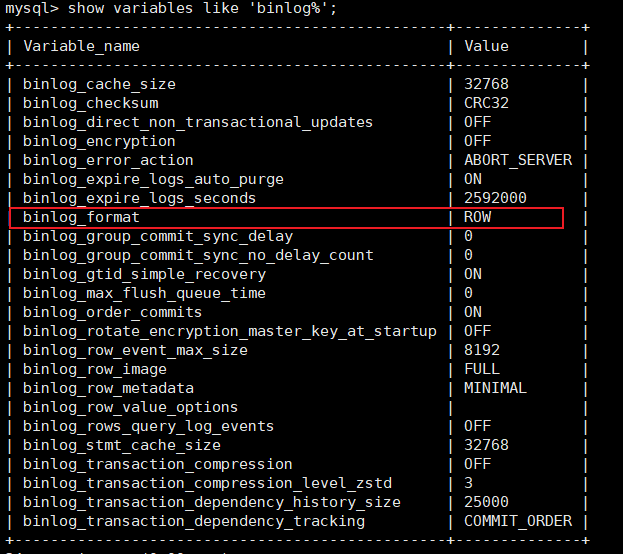 mysql> show variables like 'binlog%';
+------------------------------------------------+--------------+
| Variable_name | Value |
+------------------------------------------------+--------------+
| binlog_cache_size | 32768 |
| binlog_checksum | CRC32 |
| binlog_direct_non_transactional_updates | OFF |
| binlog_encryption | OFF |
| binlog_error_action | ABORT_SERVER |
| binlog_expire_logs_auto_purge | ON |
| binlog_expire_logs_seconds | 2592000 |
| binlog_format | ROW |
| binlog_group_commit_sync_delay | 0 |
| binlog_group_commit_sync_no_delay_count | 0 |
| binlog_gtid_simple_recovery | ON |
| binlog_max_flush_queue_time | 0 |
| binlog_order_commits | ON |
| binlog_rotate_encryption_master_key_at_startup | OFF |
| binlog_row_event_max_size | 8192 |
| binlog_row_image | FULL |
| binlog_row_metadata | MINIMAL |
| binlog_row_value_options | |
| binlog_rows_query_log_events | OFF |
| binlog_stmt_cache_size | 32768 |
| binlog_transaction_compression | OFF |
| binlog_transaction_compression_level_zstd | 3 |
| binlog_transaction_dependency_history_size | 25000 |
| binlog_transaction_dependency_tracking | COMMIT_ORDER |
+------------------------------------------------+--------------+